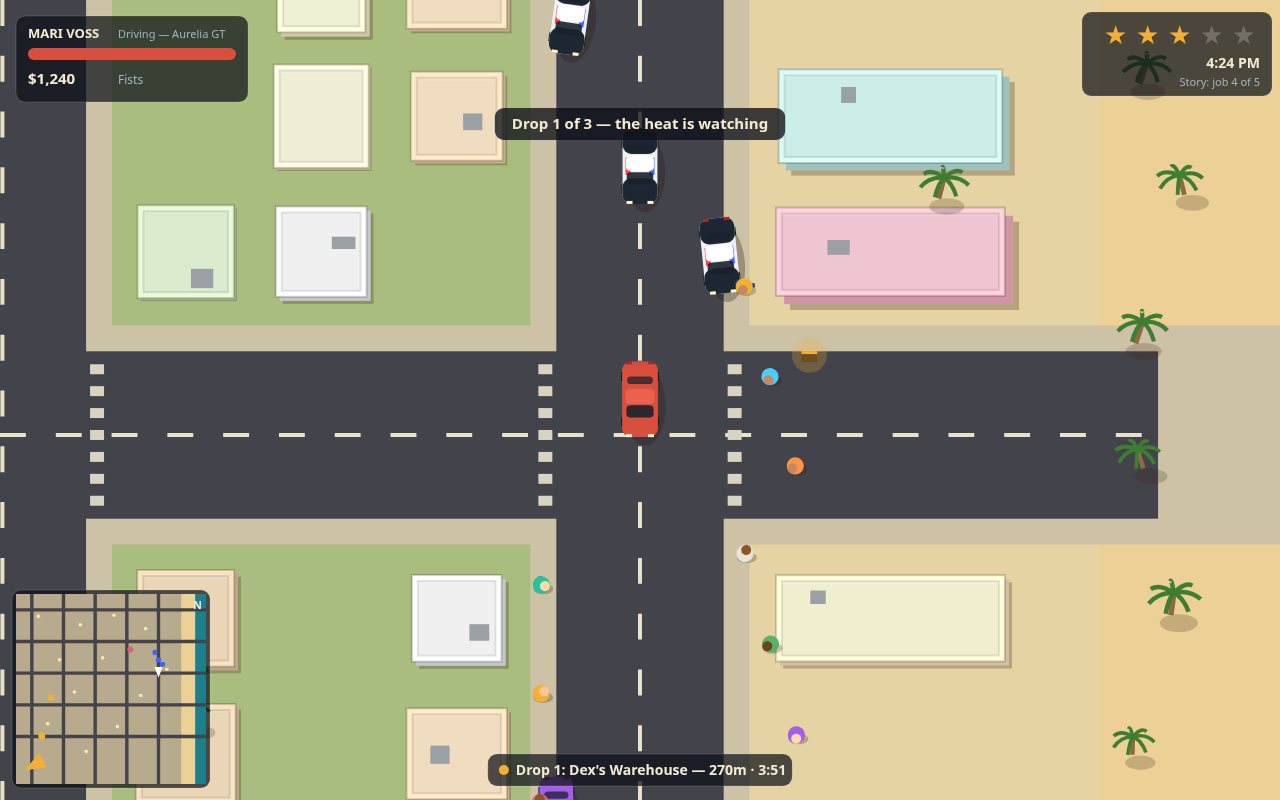 MARI VOSS Driving — Aurelia GT
$1,240 Fists
4:24 PM
Story: job 4 of 5
Drop 1 of 3 — the heat is watching
N
Drop 1: Dex's Warehouse — 270m · 3:51